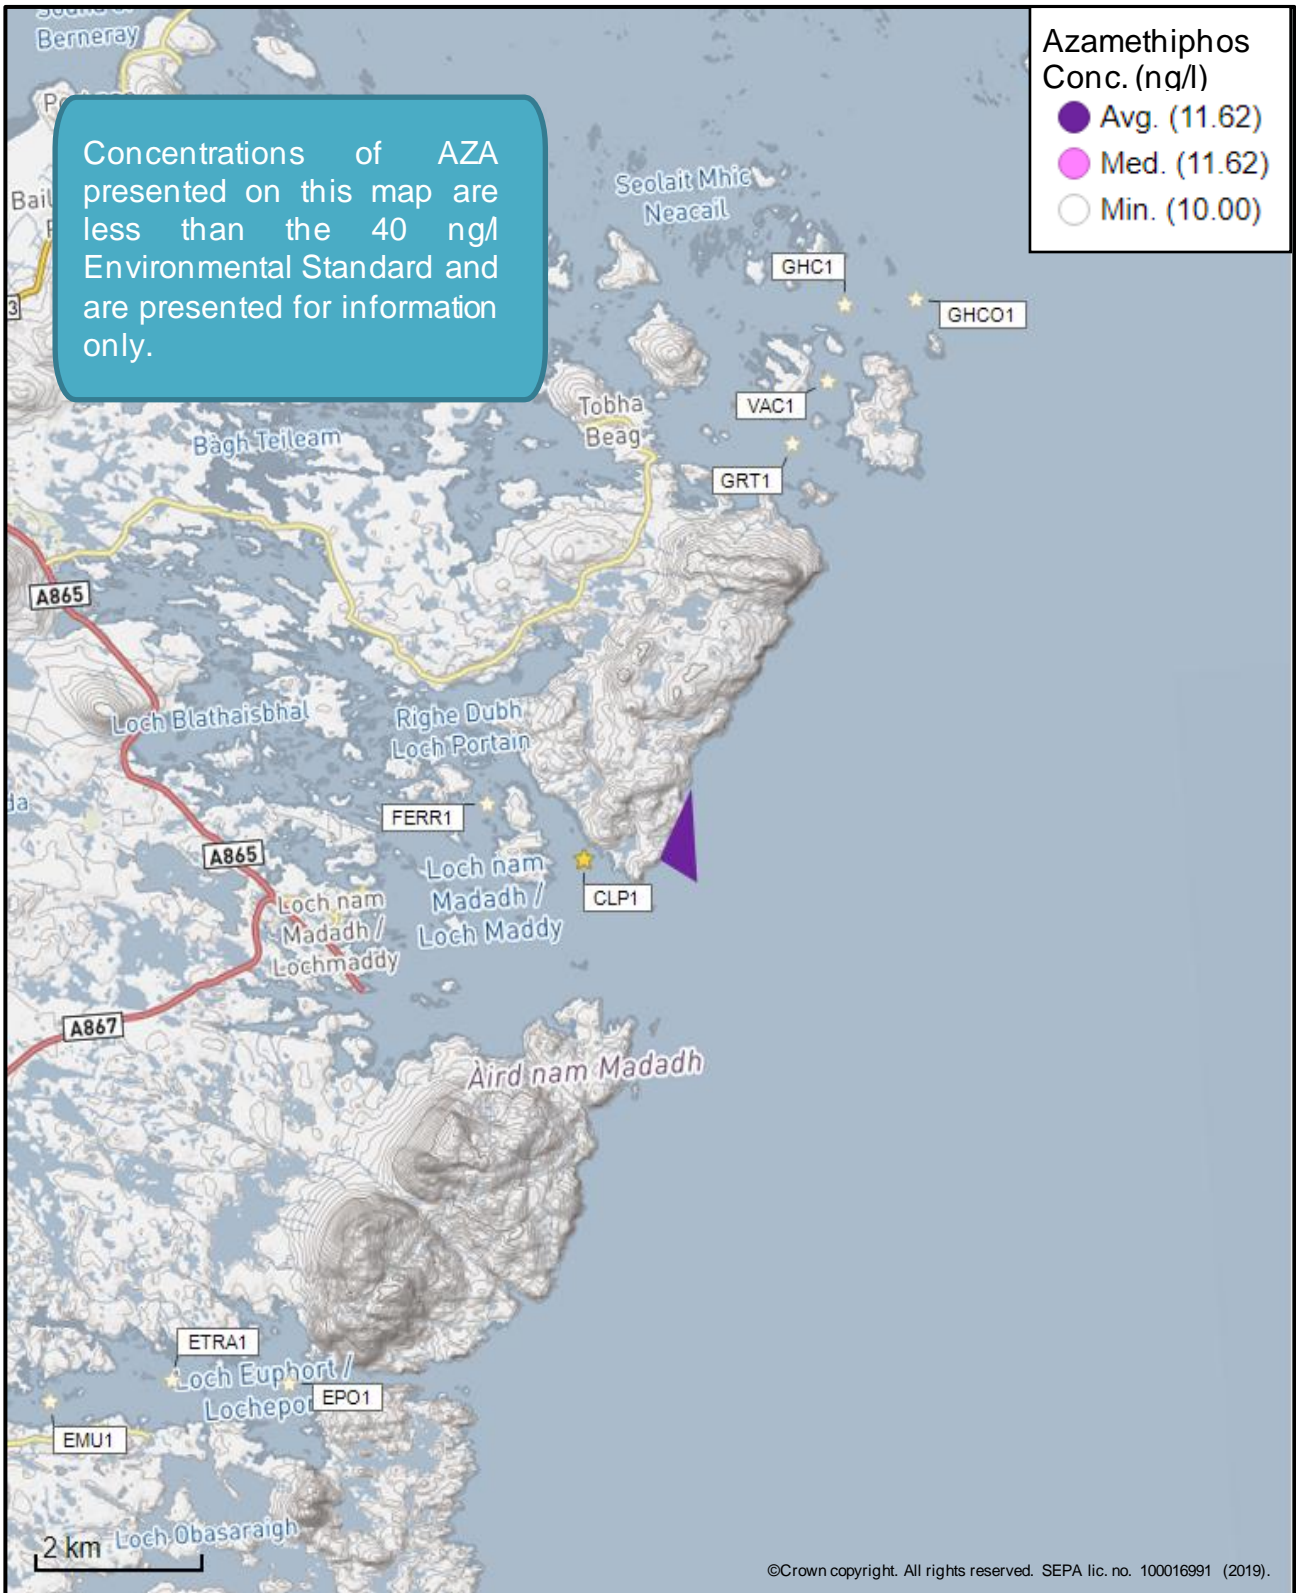 Berneray
Azamethiphos
Conc. (ng/l)
Avg. (11.62)
Med. (11.62)
Min. (10.00)
Concentrations of AZA
presented on this map are
less than the 40 ng/l
Environmental Standard and
are presented for information
only.
Seolait Mhic
Neacail
GHC1
GHCO1
VAC1
Tobha
Beag
GRT1
Bàgh Teileam
A865
Loch Blathaisbhal
Righe Dubh
Loch Portain
FERR1
A865
Loch nam
Madadh /
Loch Maddy
CLP1
Loch nam
Madadh /
Lochmaddy
A867
Àird nam Madadh
ETRA1
Loch Euphort /
EPO1
EMU1
Loch Obasaraigh
2 km
©Crown copyright. All rights reserved. SEPA lic. no. 100016991 (2019).